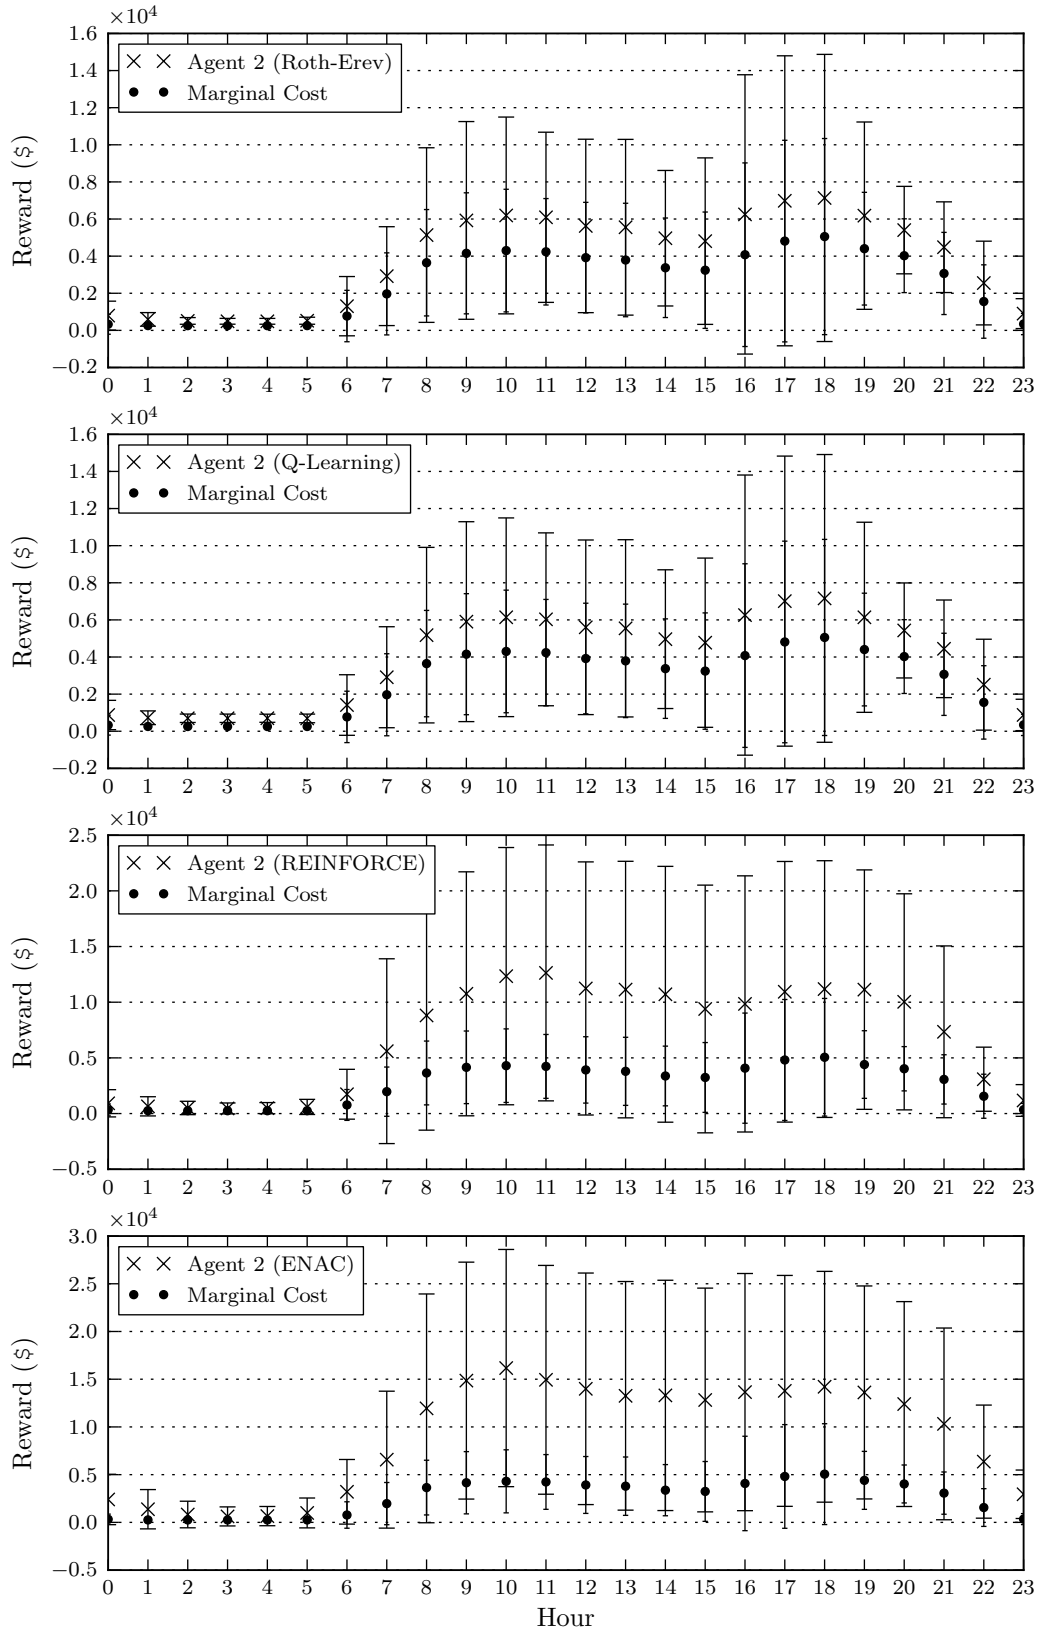 ×10⁴
1.6
1.4
1.2
1.0
0.8
0.6
0.4
0.2
0.0
−0.2
Reward ($)
Agent 2 (Roth-Erev)
Marginal Cost
0 1 2 3 4 5 6 7 8 9 10 11 12 13 14 15 16 17 18 19 20 21 22 23
×10⁴
1.6
1.4
1.2
1.0
0.8
0.6
0.4
0.2
0.0
−0.2
Reward ($)
Agent 2 (Q-Learning)
Marginal Cost
0 1 2 3 4 5 6 7 8 9 10 11 12 13 14 15 16 17 18 19 20 21 22 23
×10⁴
2.5
2.0
1.5
1.0
0.5
0.0
−0.5
Reward ($)
Agent 2 (REINFORCE)
Marginal Cost
0 1 2 3 4 5 6 7 8 9 10 11 12 13 14 15 16 17 18 19 20 21 22 23
×10⁴
3.0
2.5
2.0
1.5
1.0
0.5
0.0
−0.5
Reward ($)
Agent 2 (ENAC)
Marginal Cost
0 1 2 3 4 5 6 7 8 9 10 11 12 13 14 15 16 17 18 19 20 21 22 23
Hour